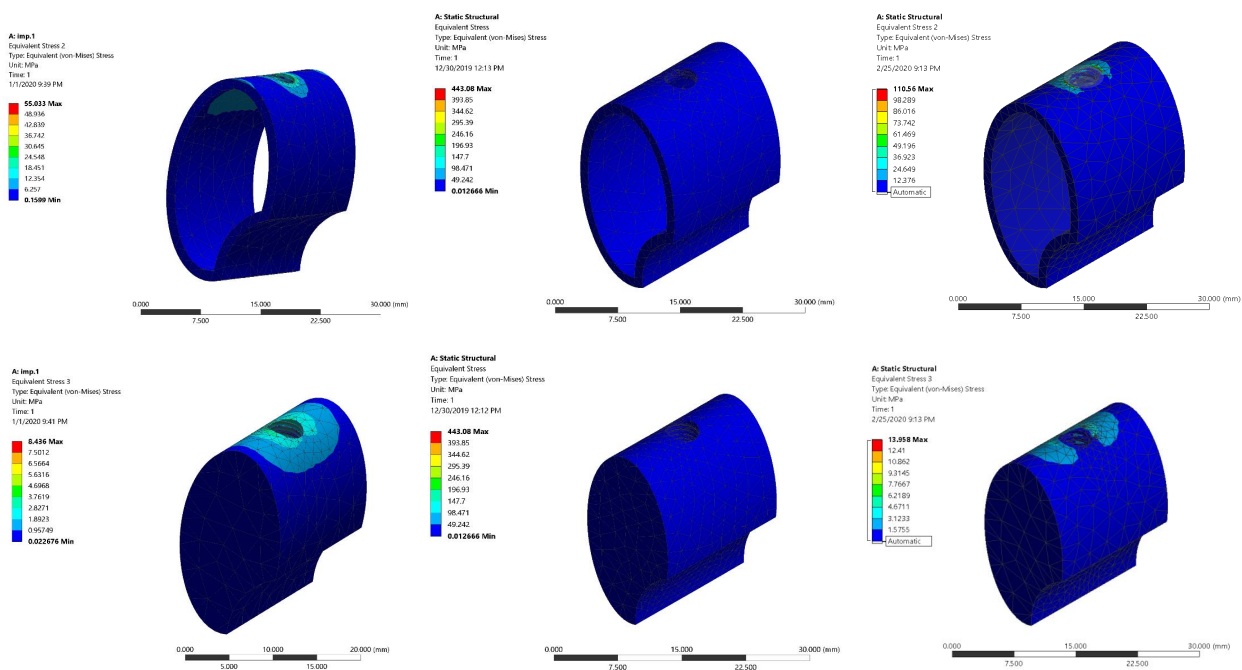 A: imp.1
Equivalent Stress 2
Type: Equivalent (von-Mises) Stress
Unit: MPa
Time: 1
1/1/2020 9:39 PM
55.033 Max
48.936
42.839
36.742
30.645
24.548
18.451
12.354
6.257
0.1599 Min
0.000 15.000 30.000 (mm)
7.500 22.500
A: Static Structural
Equivalent Stress
Type: Equivalent (von-Mises) Stress
Unit: MPa
Time: 1
12/30/2019 12:13 PM
443.08 Max
393.85
344.62
295.39
246.16
196.93
147.7
98.471
49.242
0.012666 Min
0.000 15.000 30.000 (mm)
7.500 22.500
A: Static Structural
Equivalent Stress 2
Type: Equivalent (von-Mises) Stress
Unit: MPa
Time: 1
2/25/2020 9:13 PM
110.56 Max
98.289
86.016
73.742
61.469
49.196
36.923
24.649
12.376
Automatic
0.000 15.000 30.000 (mm)
7.500 22.500
A: imp.1
Equivalent Stress 3
Type: Equivalent (von-Mises) Stress
Unit: MPa
Time: 1
1/1/2020 9:41 PM
8.436 Max
7.5012
6.5664
5.6316
4.6968
3.7619
2.8271
1.8923
0.95749
0.022676 Min
0.000 10.000 20.000 (mm)
5.000 15.000
A: Static Structural
Equivalent Stress
Type: Equivalent (von-Mises) Stress
Unit: MPa
Time: 1
12/30/2019 12:12 PM
443.08 Max
393.85
344.62
295.39
246.16
196.93
147.7
98.471
49.242
0.012666 Min
0.000 15.000 30.000 (mm)
7.500 22.500
A: Static Structural
Equivalent Stress 3
Type: Equivalent (von-Mises) Stress
Unit: MPa
Time: 1
2/25/2020 9:13 PM
13.958 Max
12.41
10.862
9.3145
7.7667
6.2189
4.6711
3.1233
1.5755
Automatic
0.000 15.000 30.000 (mm)
7.500 22.500